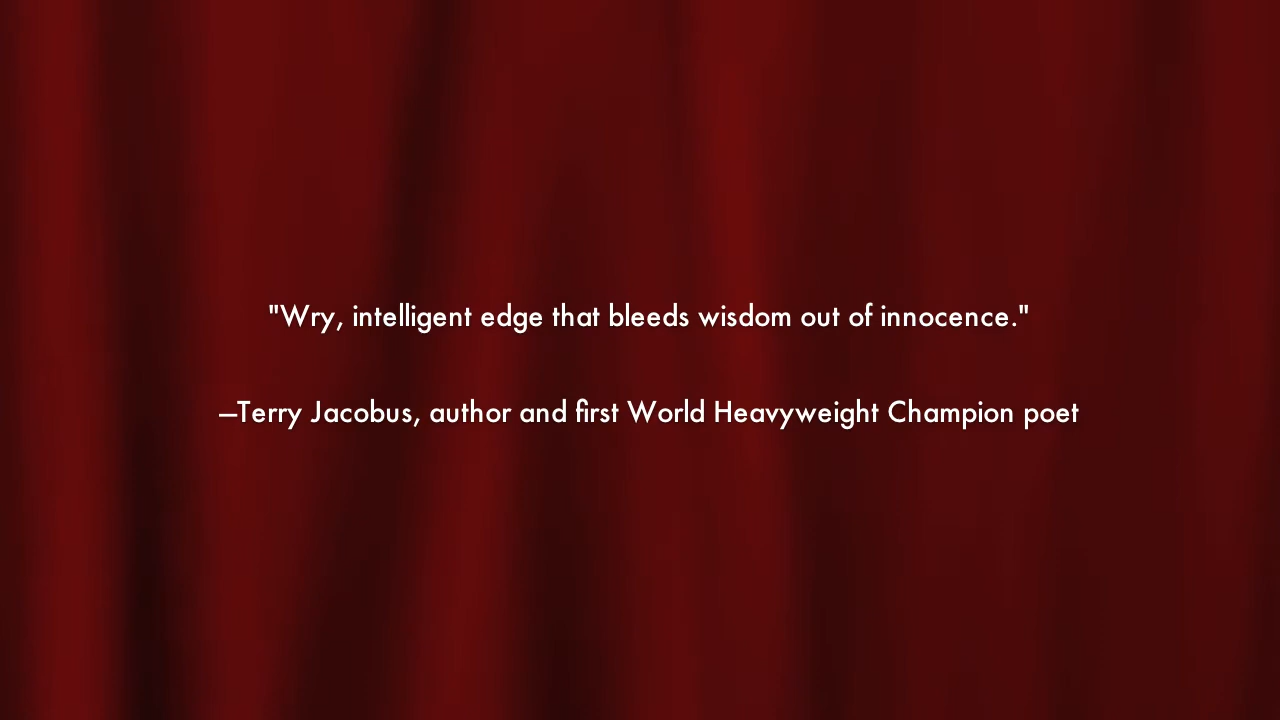 "Wry, intelligent edge that bleeds wisdom out of innocence."
—Terry Jacobus, author and first World Heavyweight Champion poet